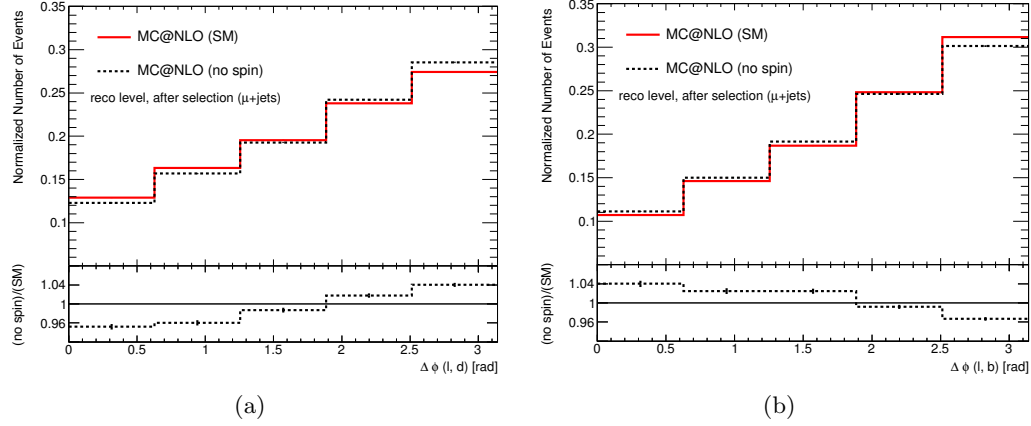 Normalized Number of Events
0.35
0.3
0.25
0.2
0.15
0.1
MC@NLO (SM)
MC@NLO (no spin)
reco level, after selection (μ+jets)
(no spin)/(SM)
1.04
1
0.96
0 0.5 1 1.5 2 2.5 3
Δ ϕ (l, d) [rad]
(a)
Normalized Number of Events
0.35
0.3
0.25
0.2
0.15
0.1
MC@NLO (SM)
MC@NLO (no spin)
reco level, after selection (μ+jets)
(no spin)/(SM)
1.04
1
0.96
0 0.5 1 1.5 2 2.5 3
Δ ϕ (l, b) [rad]
(b)